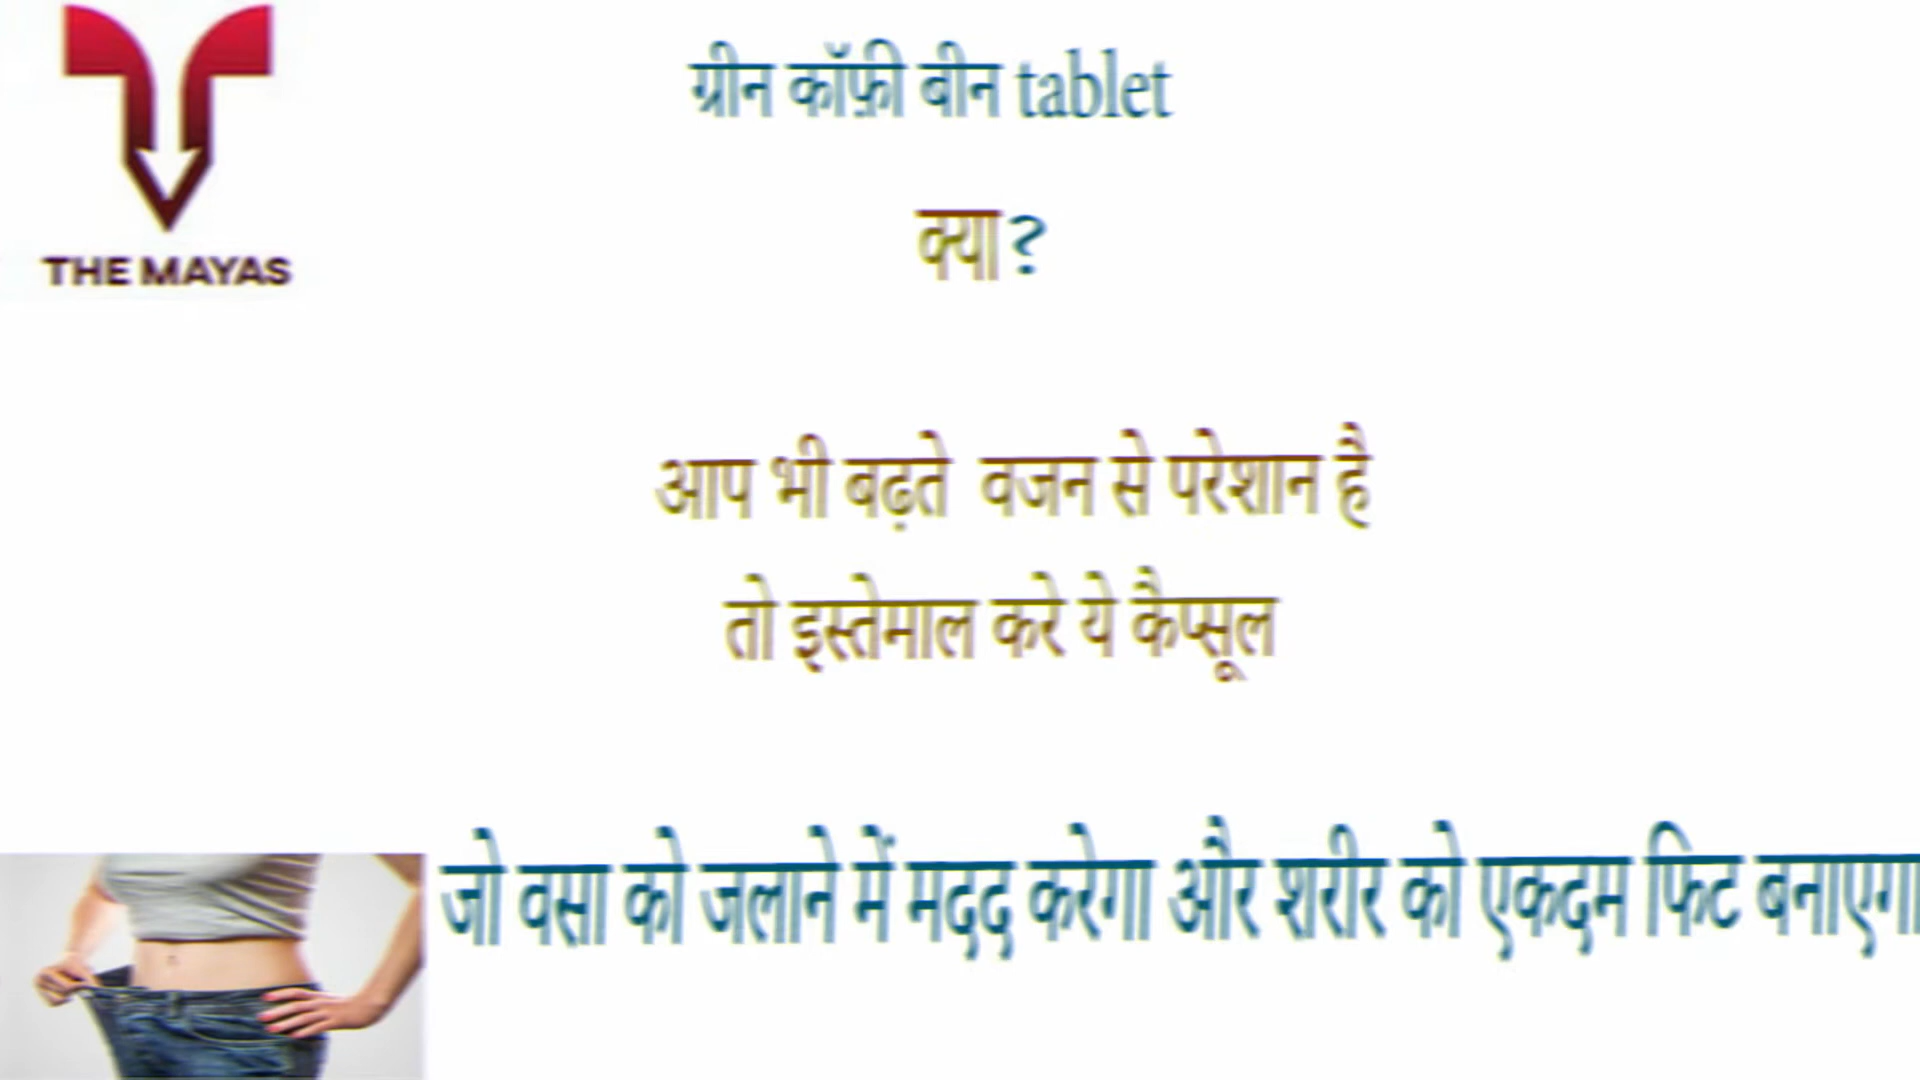 THE MAYAS
ग्रीन कॉफ़ी बीन tablet
क्या?
आप भी बढ़ते वजन से परेशान है
तो इस्तेमाल करे ये कैप्सूल
जो वसा को जलाने में मदद करेगा और शरीर को एकदम फिट बनाएगा